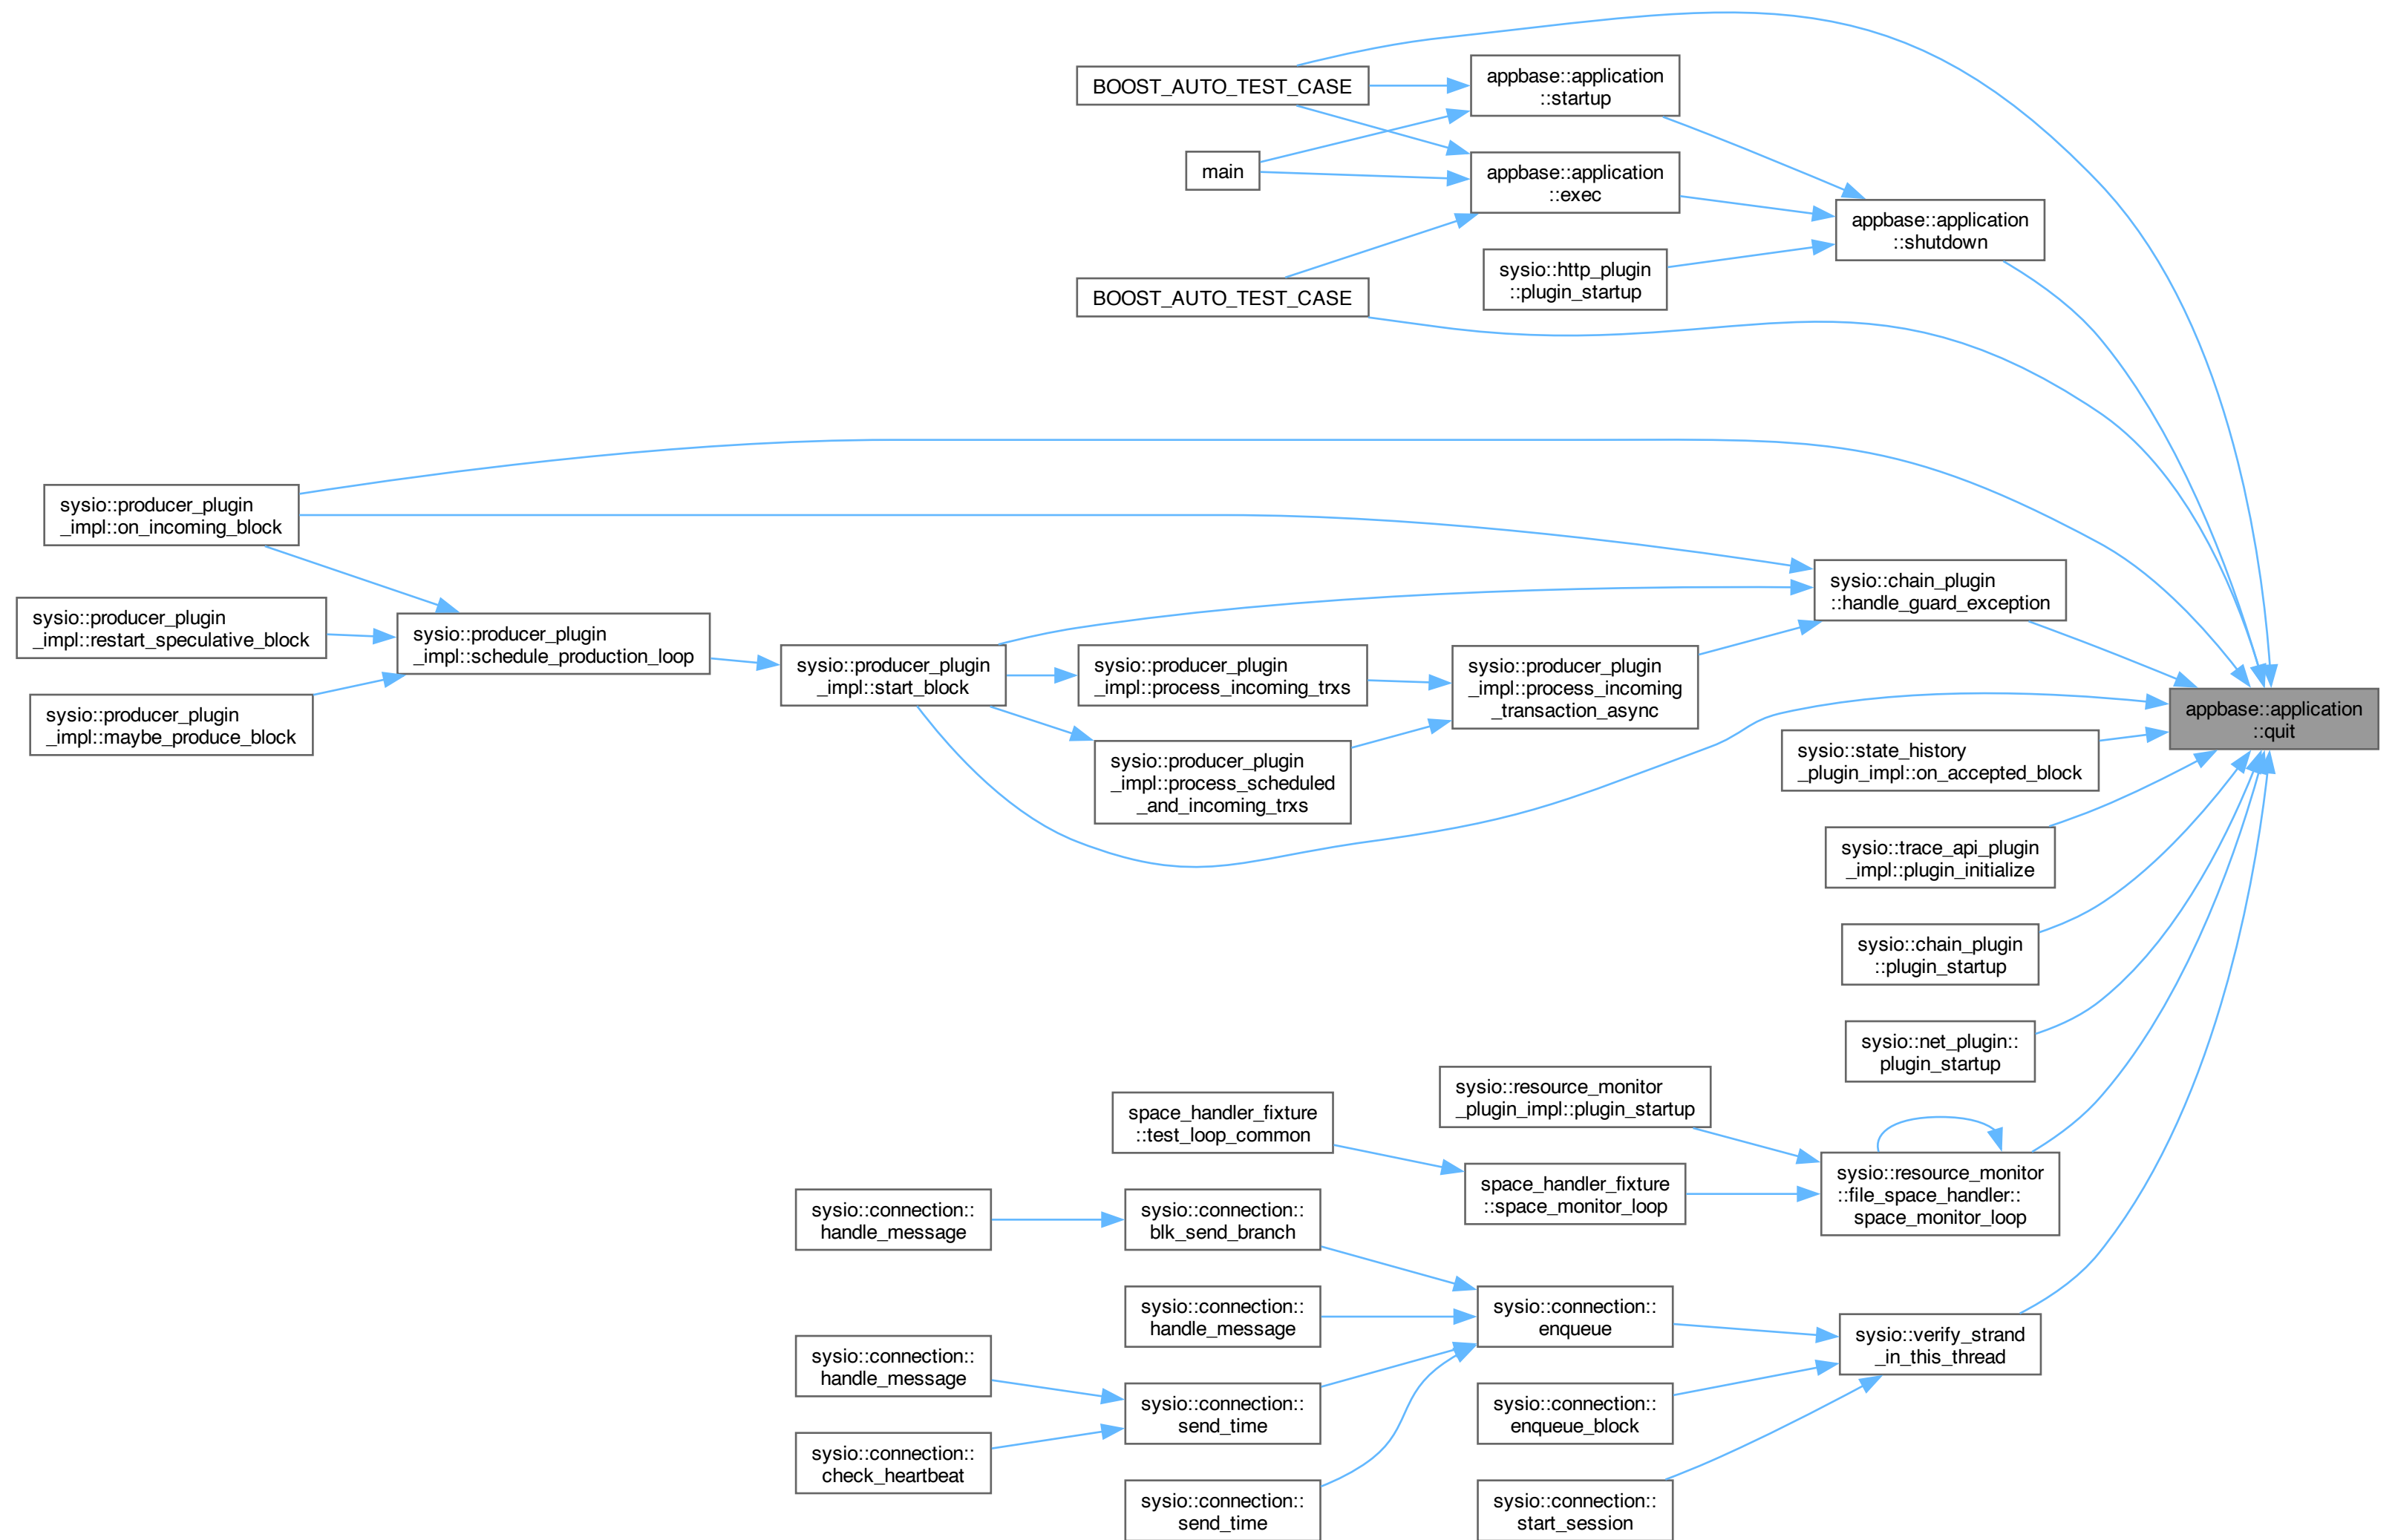 BOOST_AUTO_TEST_CASE
appbase::application
::startup
main
appbase::application
::exec
appbase::application
::shutdown
sysio::http_plugin
::plugin_startup
BOOST_AUTO_TEST_CASE
sysio::producer_plugin
_impl::on_incoming_block
sysio::producer_plugin
_impl::restart_speculative_block
sysio::producer_plugin
_impl::maybe_produce_block
sysio::producer_plugin
_impl::schedule_production_loop
sysio::producer_plugin
_impl::start_block
sysio::producer_plugin
_impl::process_incoming_trxs
sysio::producer_plugin
_impl::process_scheduled
_and_incoming_trxs
sysio::producer_plugin
_impl::process_incoming
_transaction_async
sysio::chain_plugin
::handle_guard_exception
appbase::application
::quit
sysio::state_history
_plugin_impl::on_accepted_block
sysio::trace_api_plugin
_impl::plugin_initialize
sysio::chain_plugin
::plugin_startup
sysio::net_plugin::
plugin_startup
sysio::resource_monitor
_plugin_impl::plugin_startup
space_handler_fixture
::test_loop_common
space_handler_fixture
::space_monitor_loop
sysio::resource_monitor
::file_space_handler::
space_monitor_loop
sysio::connection::
handle_message
sysio::connection::
blk_send_branch
sysio::connection::
handle_message
sysio::connection::
enqueue
sysio::verify_strand
_in_this_thread
sysio::connection::
handle_message
sysio::connection::
send_time
sysio::connection::
enqueue_block
sysio::connection::
check_heartbeat
sysio::connection::
send_time
sysio::connection::
start_session